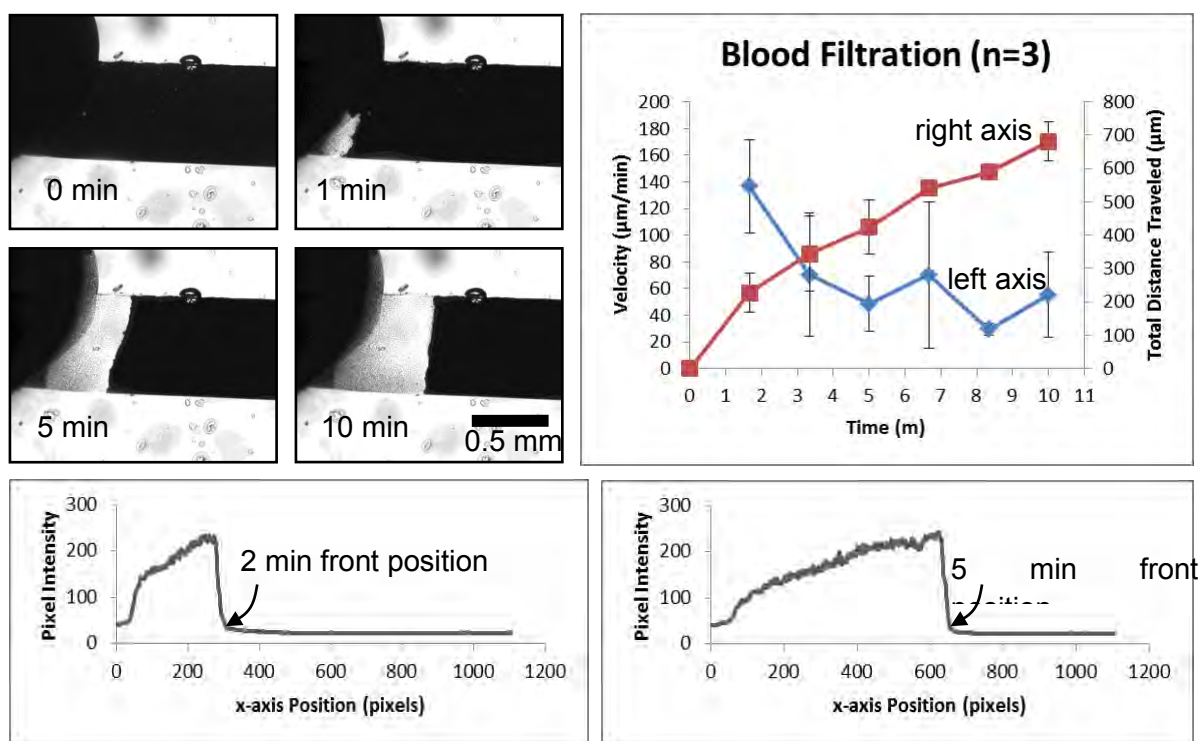 0 min
1 min
5 min
10 min
0.5 mm
Blood Filtration (n=3)
right axis
left axis
Velocity (µm/min)
200
180
160
140
120
100
80
60
40
20
0
Total Distance Traveled (µm)
800
700
600
500
400
300
200
100
0
0 1 2 3 4 5 6 7 8 9 10 11
Time (m)
Pixel Intensity
300
200
100
0
2 min front position
0 200 400 600 800 1000 1200
x-axis Position (pixels)
Pixel Intensity
300
200
100
0
5 min front
position
0 200 400 600 800 1000 1200
x-axis Position (pixels)